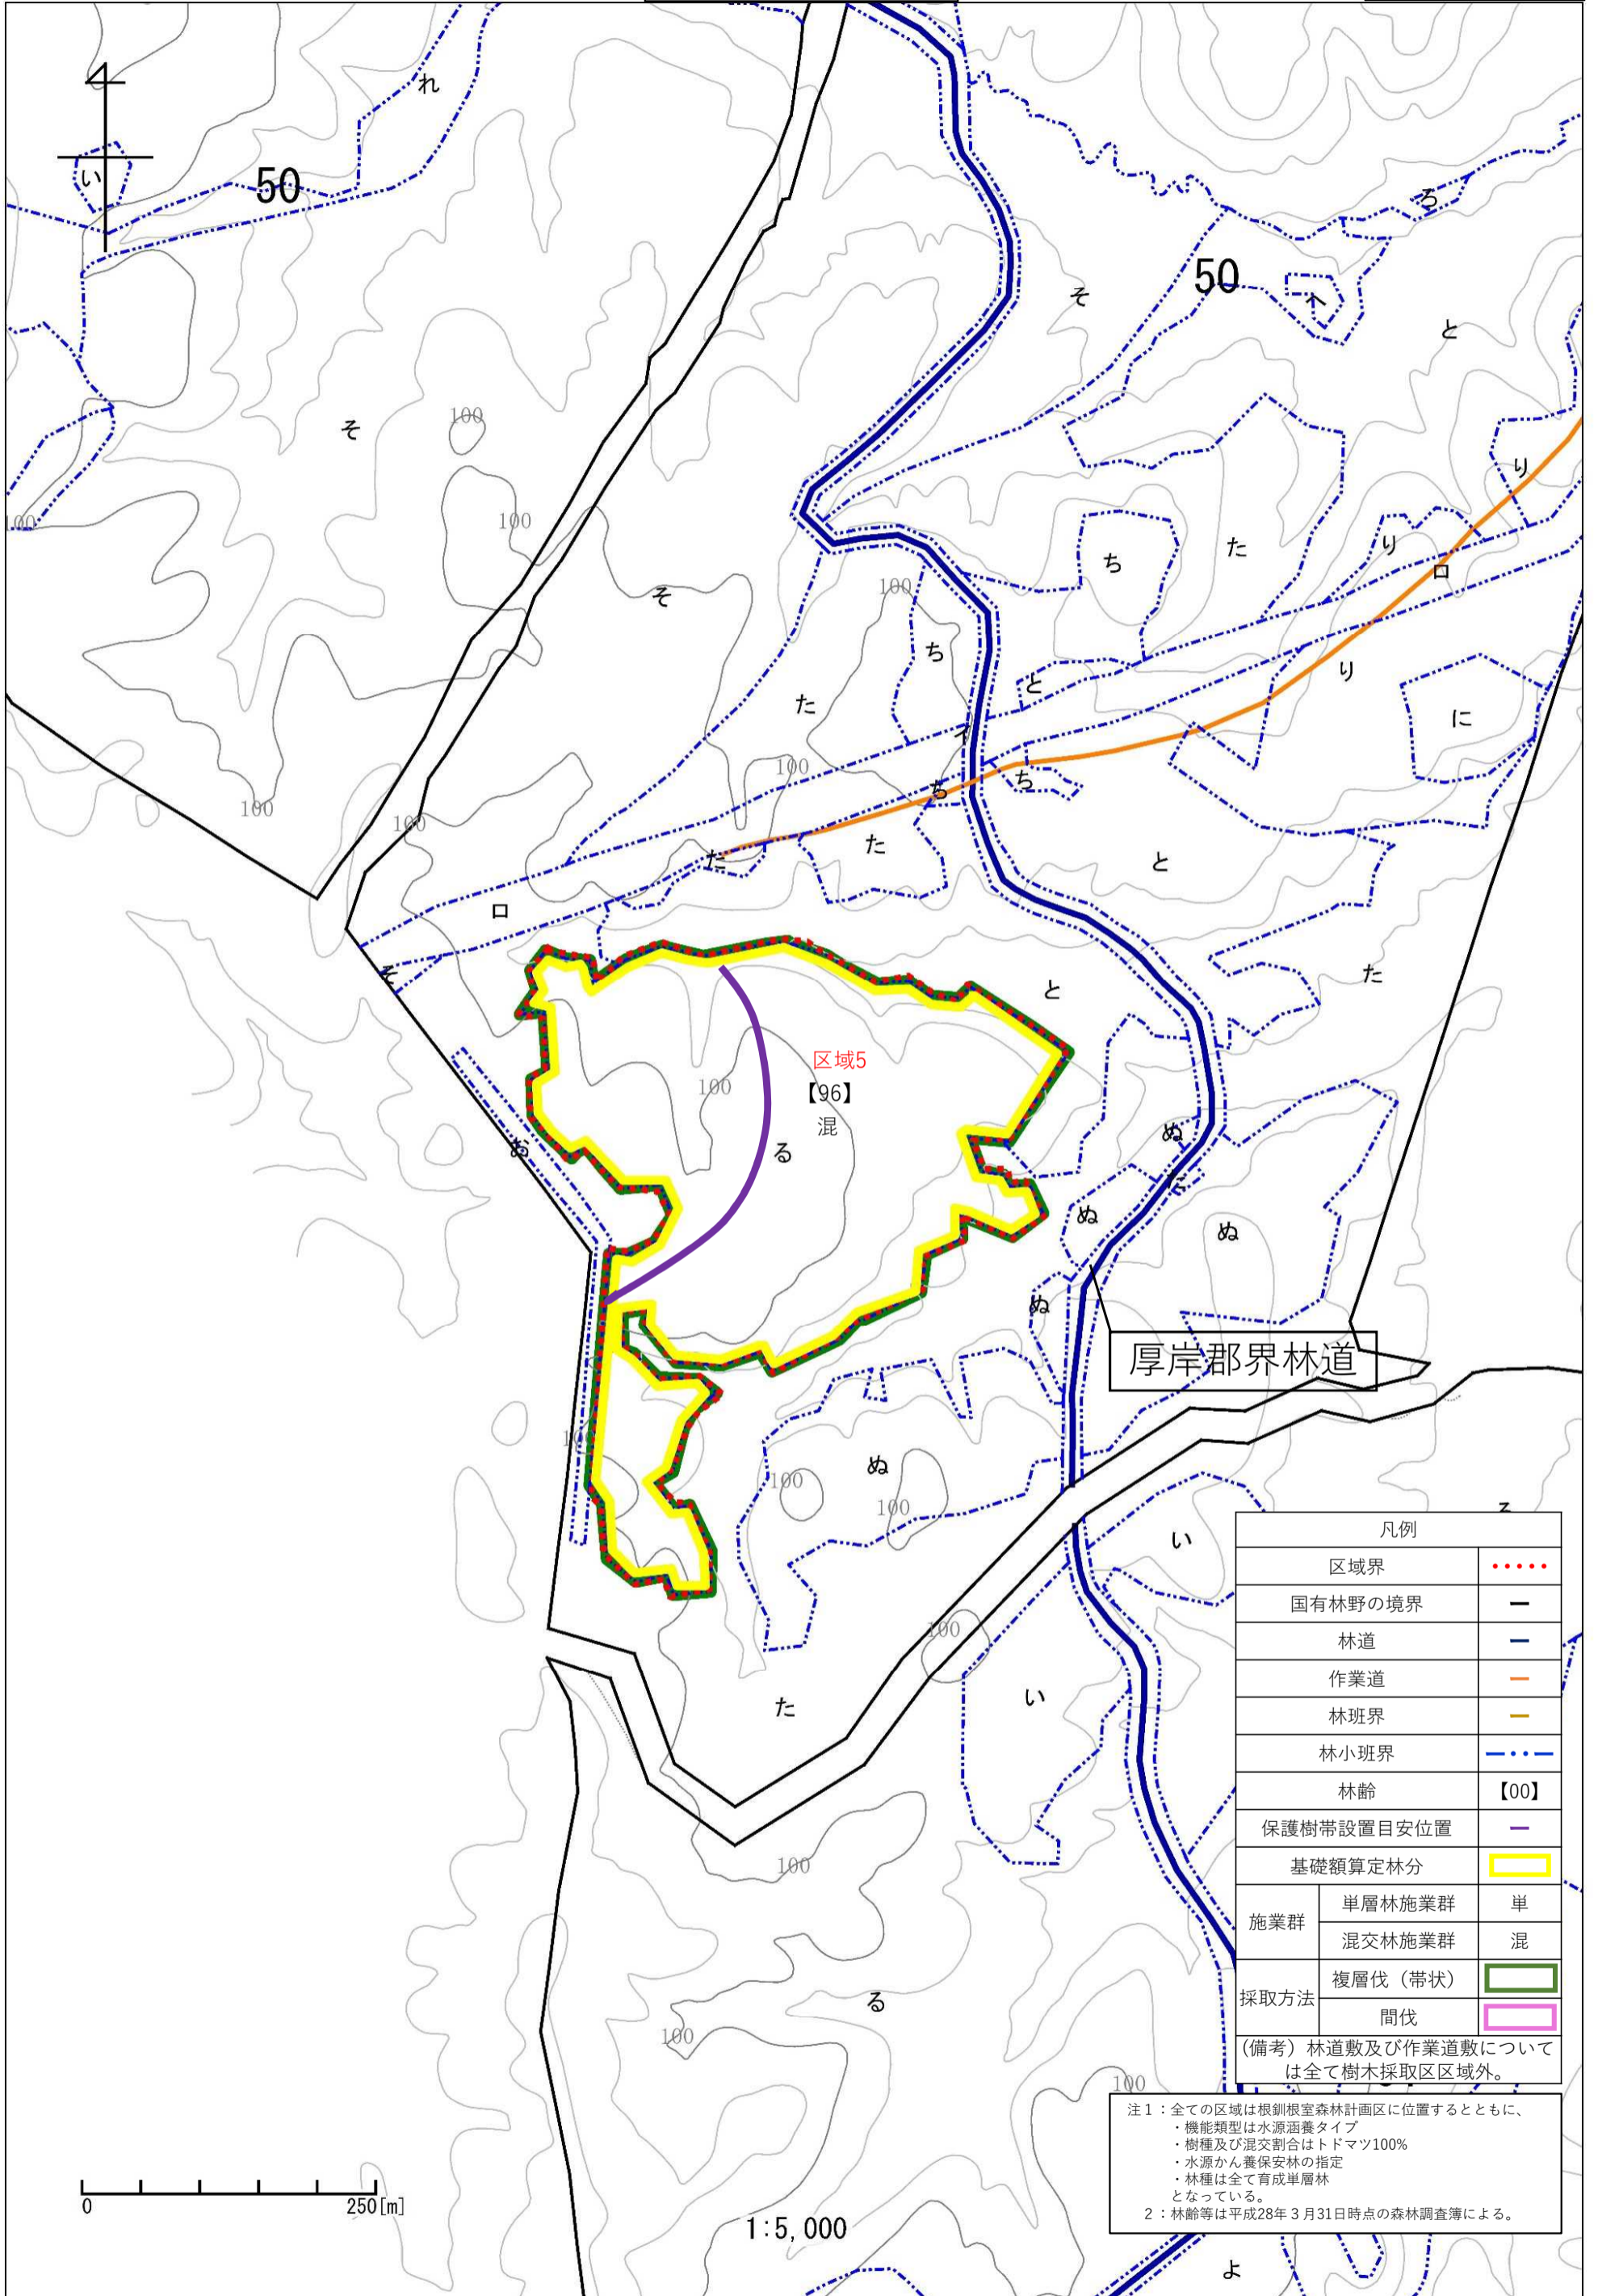 れ
い
50
ろ
50
そ
へ
と
そ
100
り
100
100
ち
た
り
ロ
そ
100
ち
と
り
た
に
イ
100
ち
ち
100
100
た
た
と
ロ
そ
と
た
区域5
100
【96】
混
お
る
ぬ
た
ぬ
ぬ
ぬ
厚岸郡界林道
100
ぬ
100
100
い
る
100
い
た
100
る
100
100
よ
凡例
区域界
国有林野の境界
林道
作業道
林班界
林小班界
林齢 【00】
保護樹帯設置目安位置
基礎額算定林分
施業群 単層林施業群 単
混交林施業群 混
採取方法 複層伐（帯状）
間伐
(備考）林道敷及び作業道敷について
は全て樹木採取区区域外。
注１：全ての区域は根釧根室森林計画区に位置するとともに、
・機能類型は水源涵養タイプ
・樹種及び混交割合はトドマツ100%
・水源かん養保安林の指定
・林種は全て育成単層林
となっている。
２：林齢等は平成28年３月31日時点の森林調査簿による。
0 250[m]
1:5,000